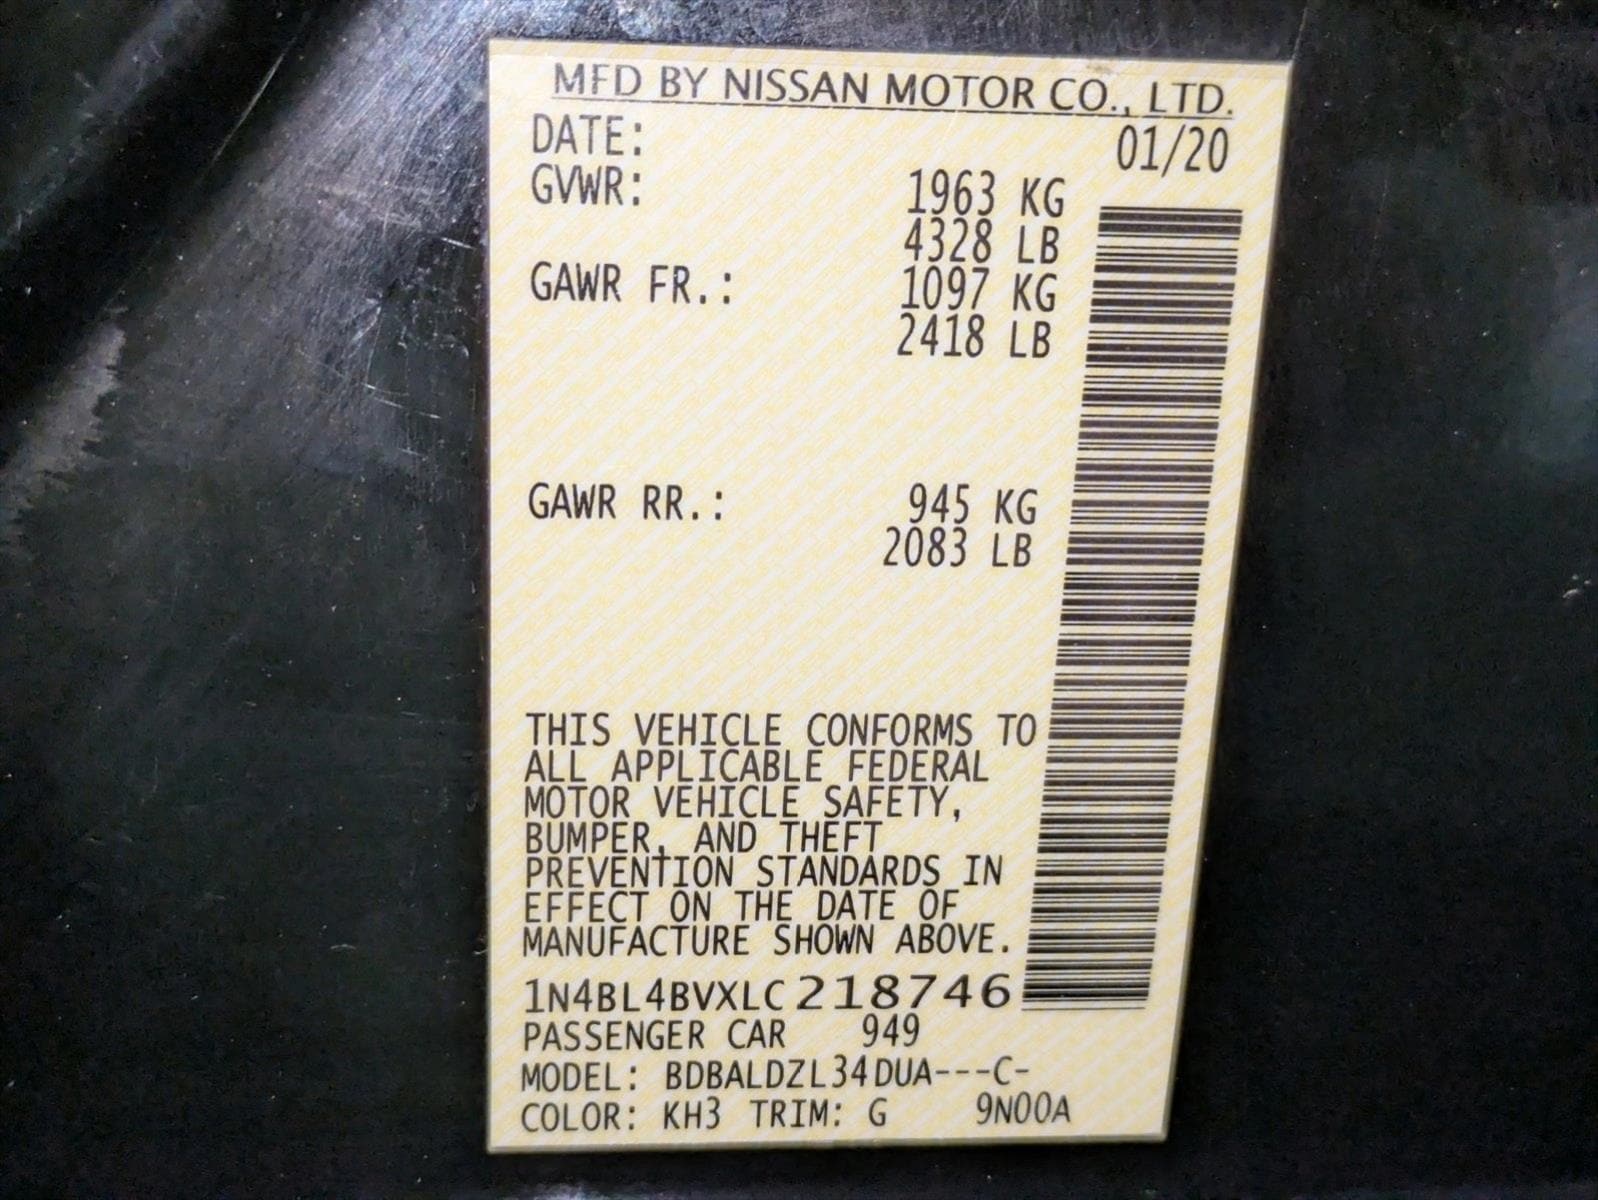 MFD BY NISSAN MOTOR CO., LTD.
DATE: 01/20
GVWR: 1963 KG
4328 LB
GAWR FR.: 1097 KG
2418 LB
GAWR RR.: 945 KG
2083 LB
THIS VEHICLE CONFORMS TO
ALL APPLICABLE FEDERAL
MOTOR VEHICLE SAFETY,
BUMPER, AND THEFT
PREVENTION STANDARDS IN
EFFECT ON THE DATE OF
MANUFACTURE SHOWN ABOVE.
1N4BL4BVXLC218746
PASSENGER CAR 949
MODEL: BDBALDZL34DUA---C-
COLOR: KH3 TRIM: G 9N00A